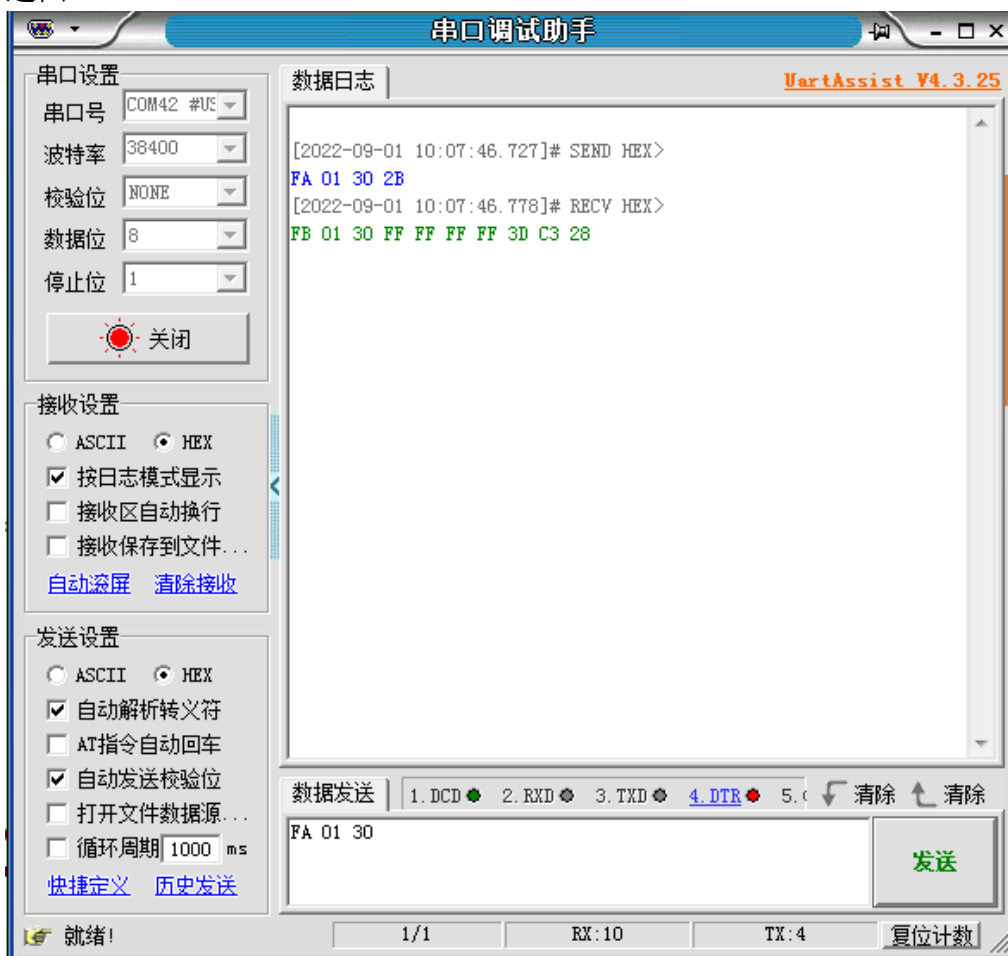 串口调试助手
串口设置
串口号 COM42 #US
波特率 38400
校验位 NONE
数据位 8
停止位 1
关闭
接收设置
ASCII HEX
按日志模式显示
接收区自动换行
接收保存到文件...
自动滚屏 清除接收
发送设置
ASCII HEX
自动解析转义符
AT指令自动回车
自动发送校验位
打开文件数据源...
循环周期 1000 ms
快捷定义 历史发送
数据日志 UartAssist V4.3.25
[2022-09-01 10:07:46.727]# SEND HEX>
FA 01 30 2B
[2022-09-01 10:07:46.778]# RECV HEX>
FB 01 30 FF FF FF FF 3D C3 28
数据发送 1.DCD 2.RXD 3.TXD 4.DTR 5. 清除 清除
FA 01 30
发送
就绪! 1/1 RX:10 TX:4 复位计数